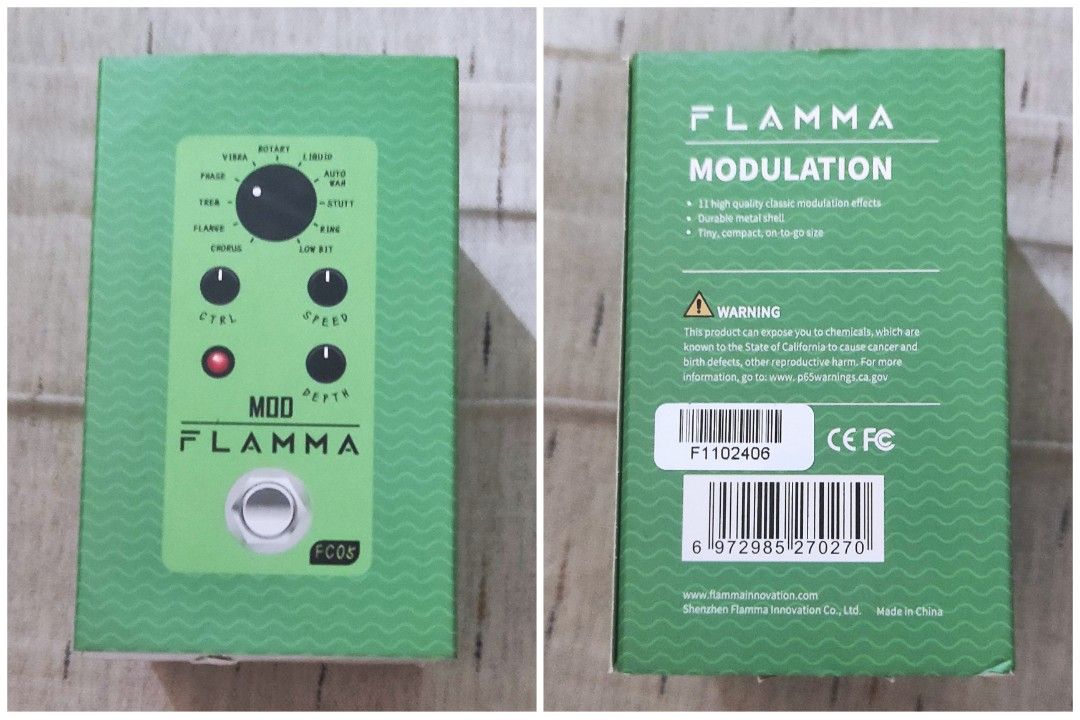 ROTARY
VIBRA
LIQUID
PHASE
AUTO
WAH
TREM
STUTT
FLANGE
RING
CHORUS
LOW BIT
CTRL
SPEED
DEPTH
MOD
FLAMMA
FC05
FLAMMA
MODULATION
• 11 high quality classic modulation effects
• Durable metal shell
• Tiny, compact, on-to-go size
WARNING
This product can expose you to chemicals, which are
known to the State of California to cause cancer and
birth defects, other reproductive harm. For more
information, go to: www. p65warnings.ca.gov
F1102406
CE FC
6 972985 270270
www.flammainnovation.com
Shenzhen Flamma Innovation Co., Ltd. Made in China